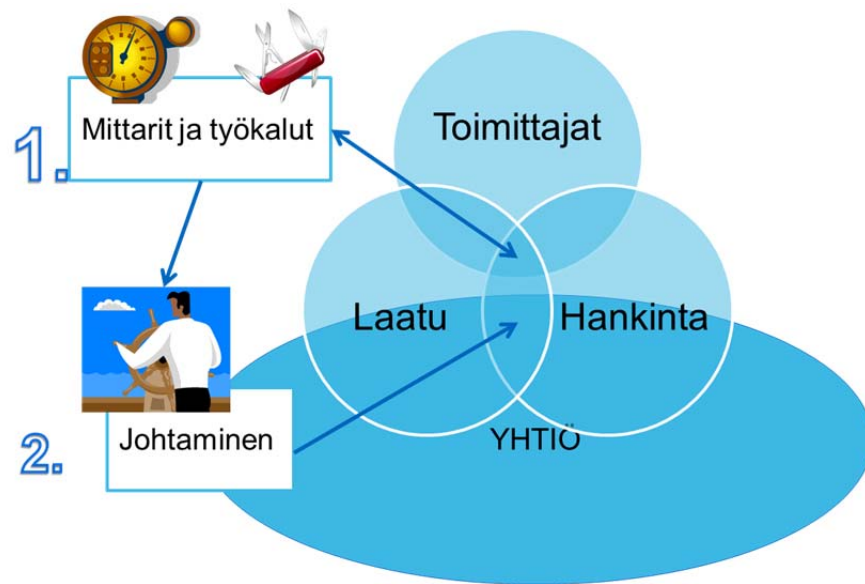 1.
Mittarit ja työkalut
Toimittajat
Laatu
Hankinta
2.
Johtaminen
YHTIÖ